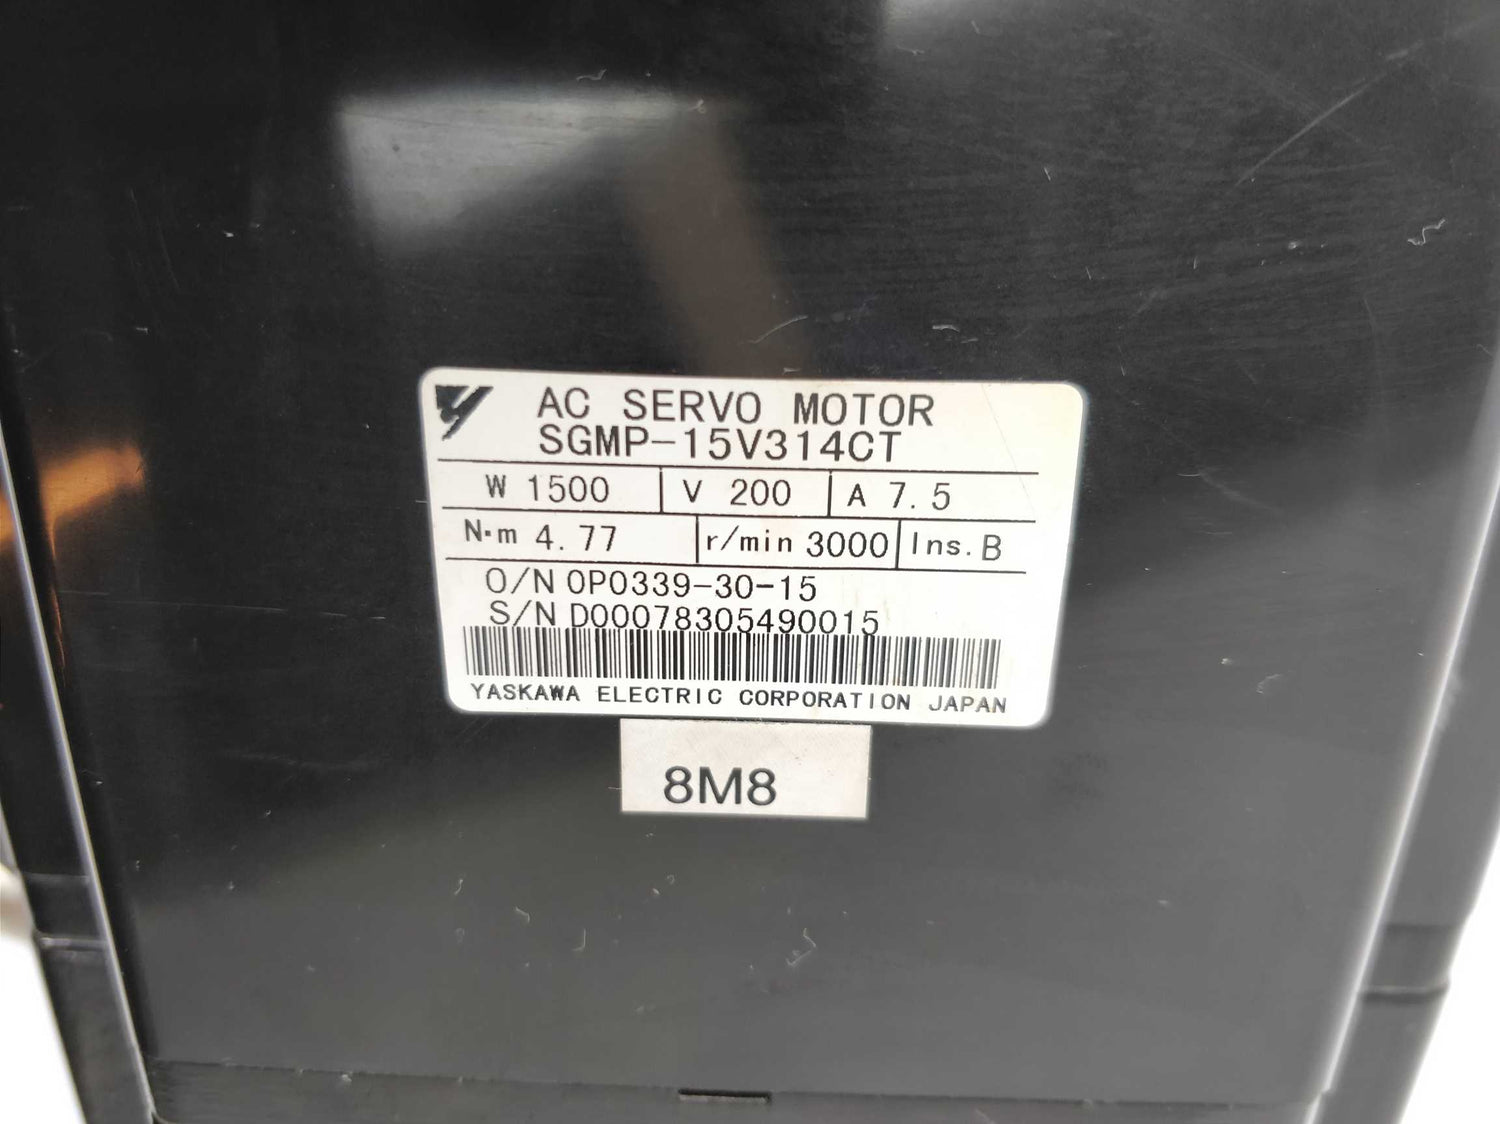 AC SERVO MOTOR
SGMP-15V314CT
W 1500 V 200 A 7.5
N·m 4.77 r/min 3000 Ins. B
O/N 0P0339-30-15
S/N D00078305490015
YASKAWA ELECTRIC CORPORATION JAPAN
8M8